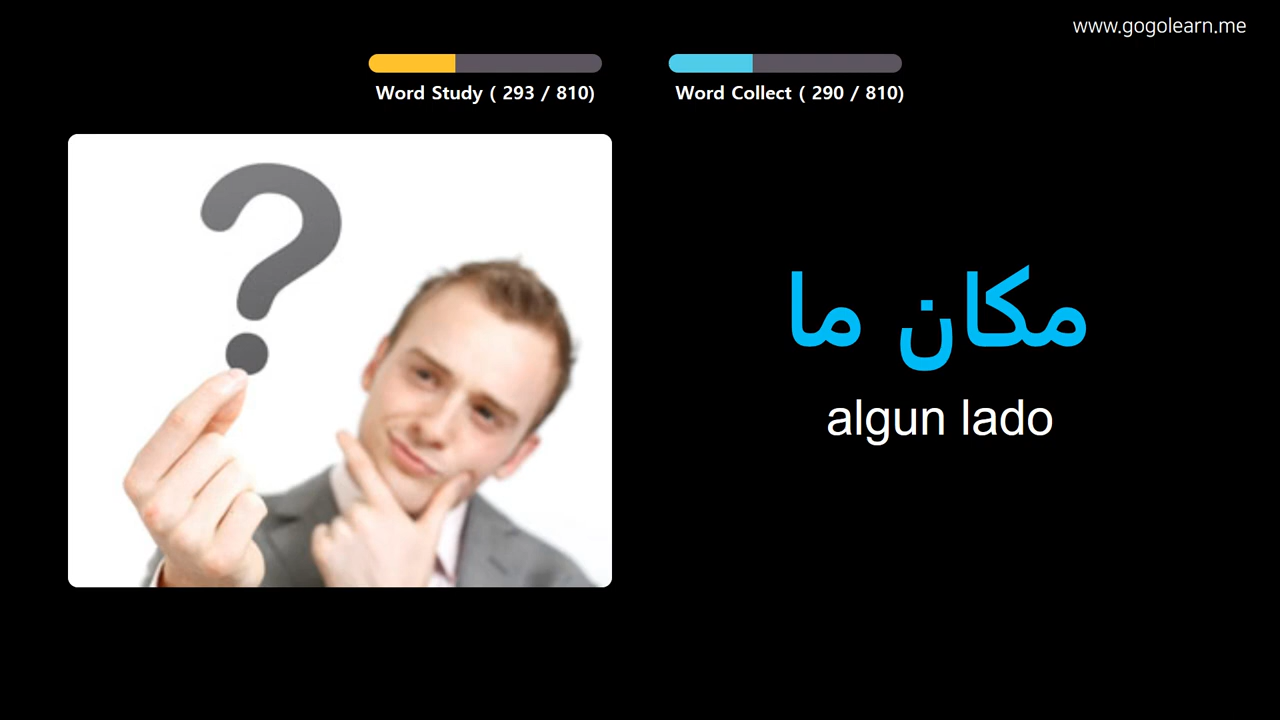 www.gogolearn.me
Word Study ( 293 / 810)
Word Collect ( 290 / 810)
مكان ما
algun lado